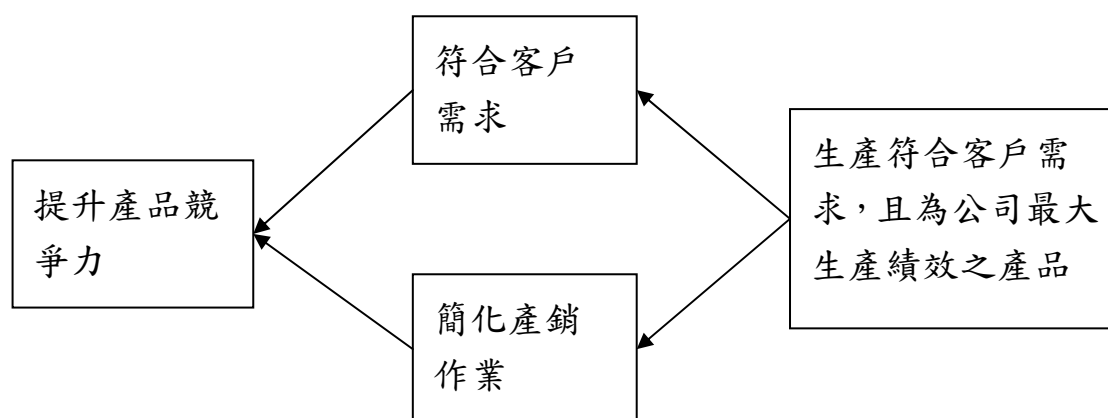 符合客戶
需求
提升產品競
爭力
簡化產銷
作業
生產符合客戶需
求，且為公司最大
生產績效之產品